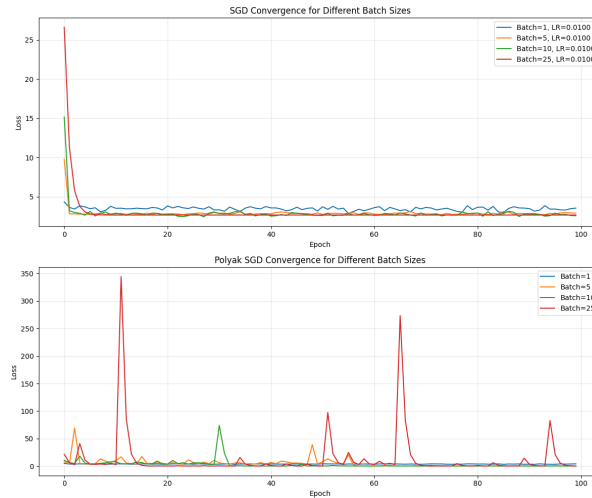 SGD Convergence for Different Batch Sizes
Batch=1, LR=0.0100
Batch=5, LR=0.0100
Batch=10, LR=0.0100
Batch=25, LR=0.0100
25
20
15
10
5
Loss
0
20
40
60
80
100
Epoch
Polyak SGD Convergence for Different Batch Sizes
Batch=1
Batch=5
Batch=10
Batch=25
350
300
250
200
150
100
50
0
Loss
0
20
40
60
80
100
Epoch